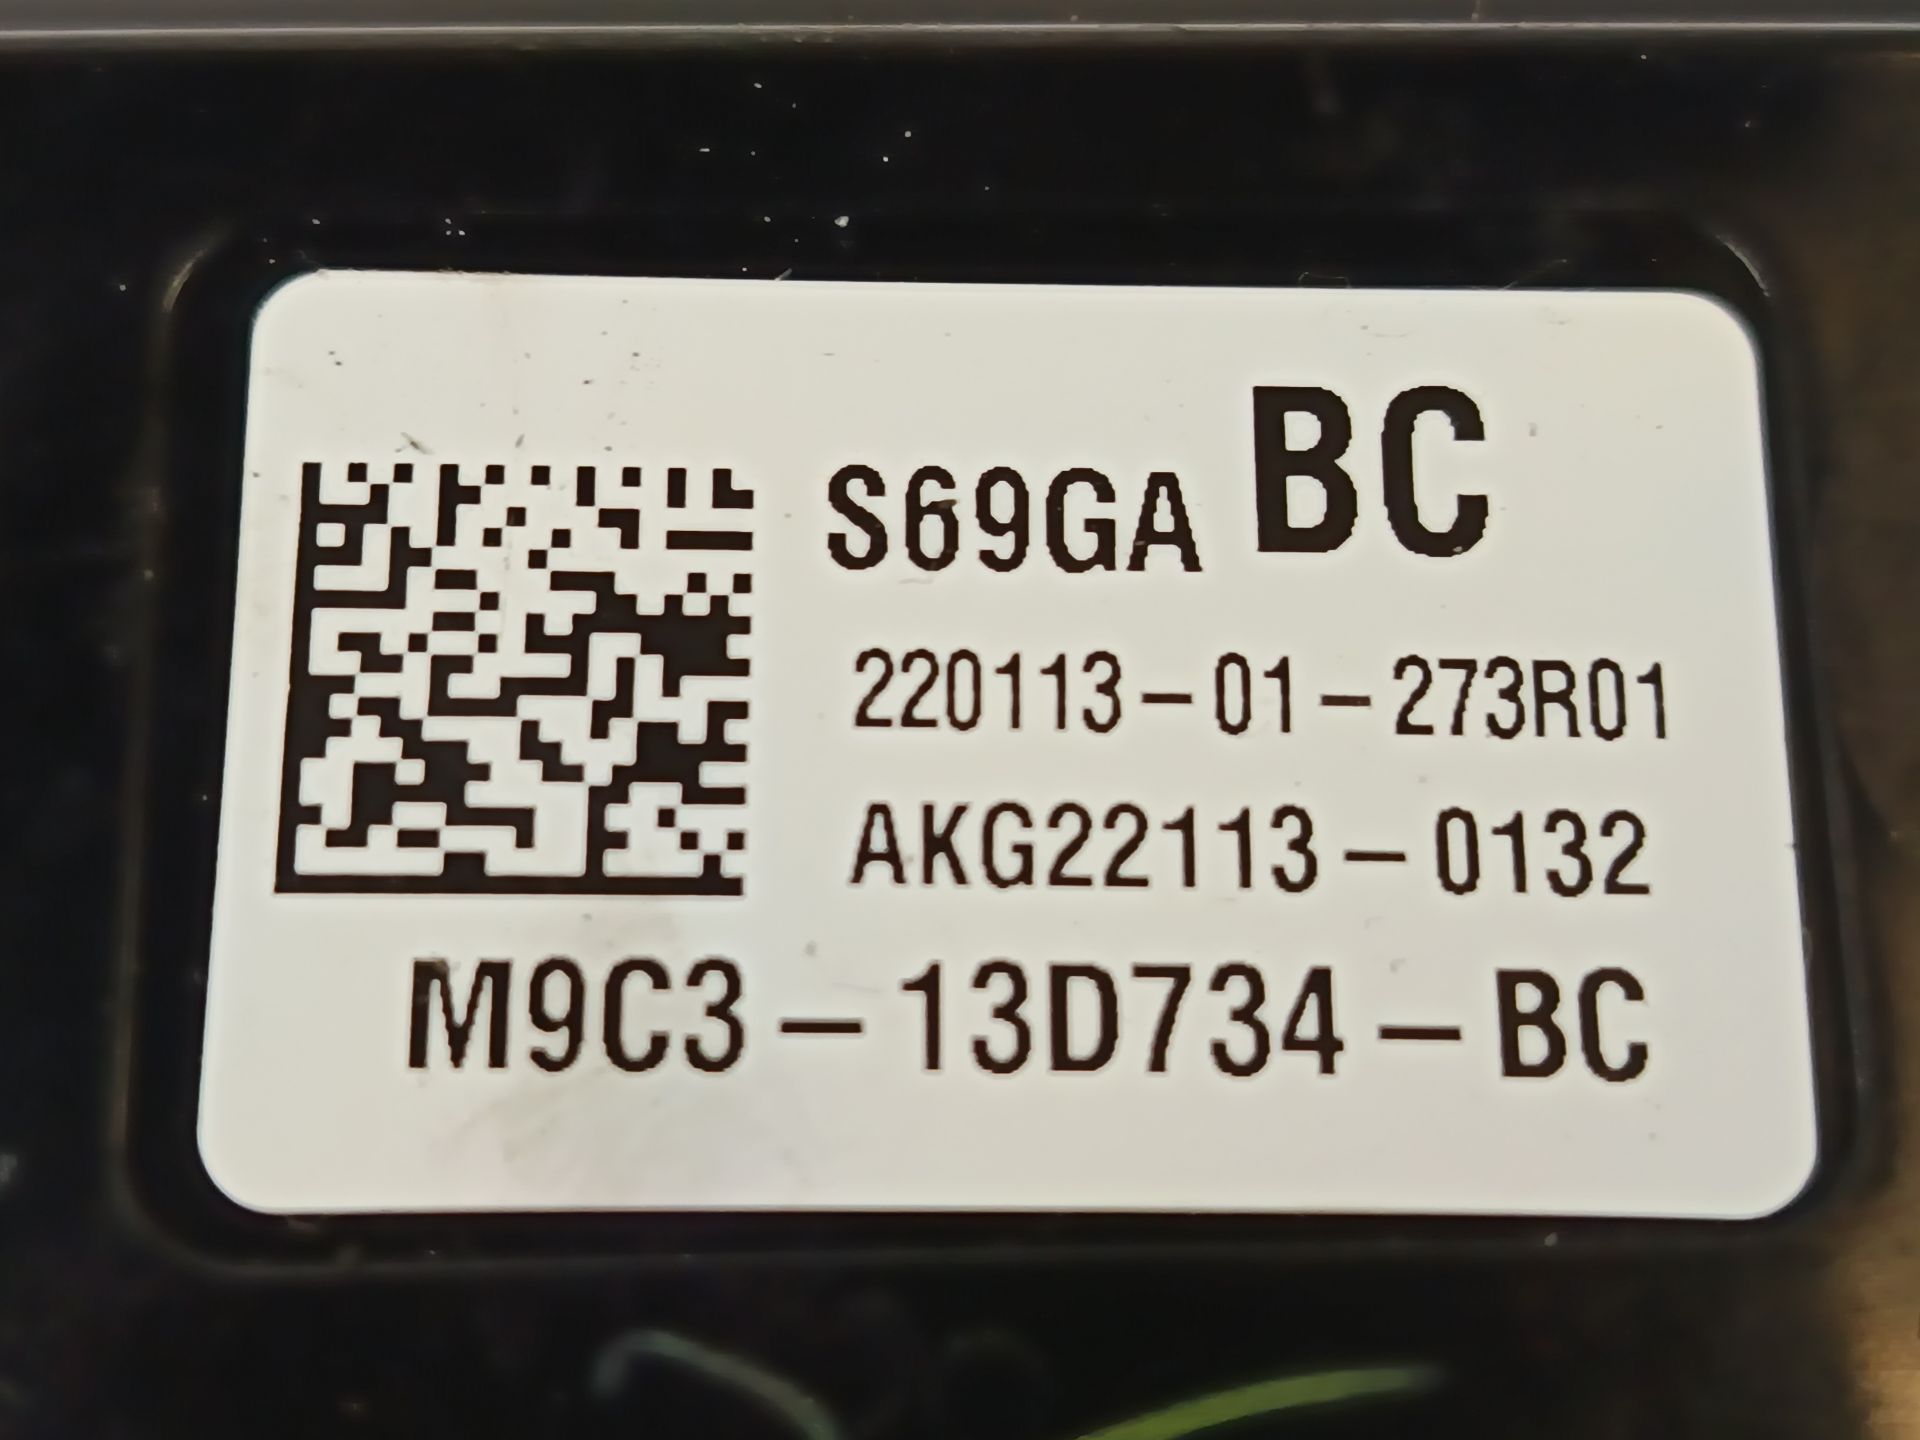 S69GA BC
220113-01-273R01
AKG22113-0132
M9C3-13D734-BC